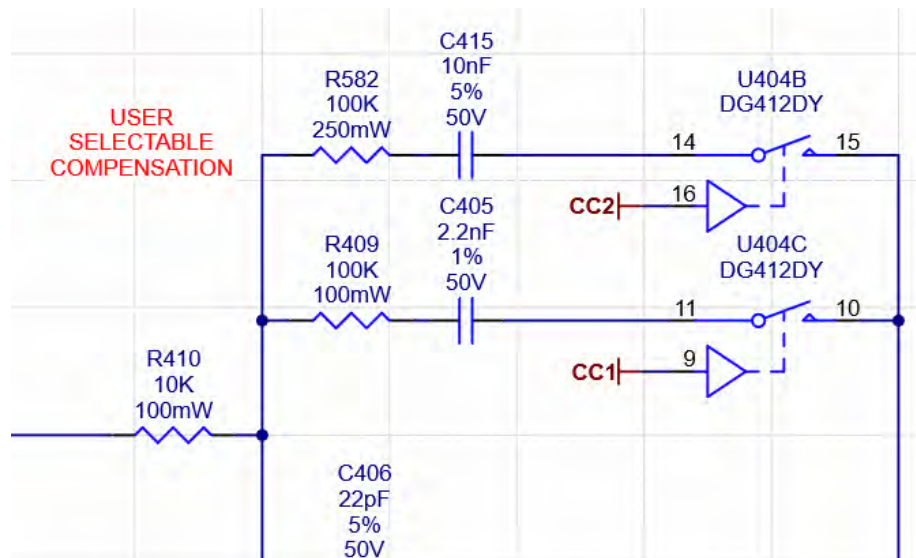 C415
10nF
5%
50V
R582
100K
250mW
U404B
DG412DY
USER
SELECTABLE
COMPENSATION
14
15
CC2
16
C405
2.2nF
1%
50V
R409
100K
100mW
U404C
DG412DY
11
10
CC1
9
R410
10K
100mW
C406
22pF
5%
50V